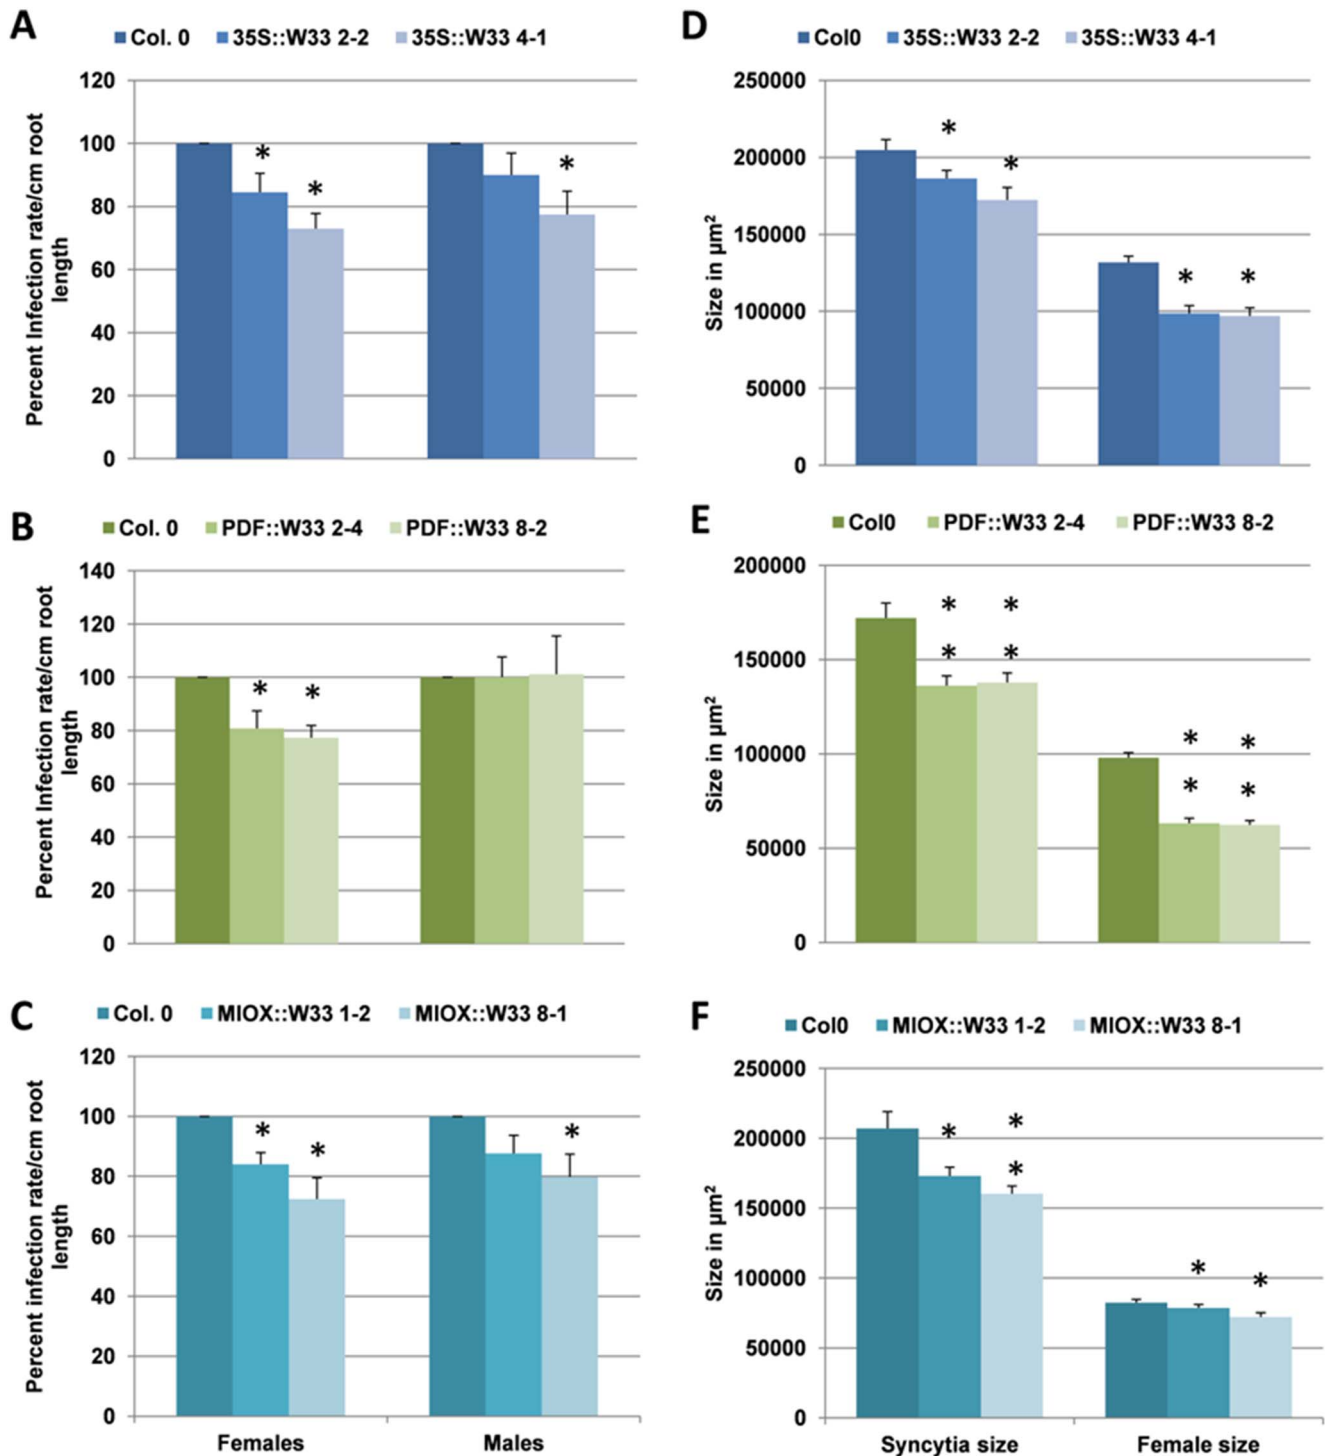 A
Col. 0 35S::W33 2-2 35S::W33 4-1
120
100
80
60
40
20
0
Percent Infection rate/cm root
length
*
*
*
D
Col0 35S::W33 2-2 35S::W33 4-1
250000
200000
150000
100000
50000
0
Size in µm²
*
*
* *
B
Col. 0 PDF::W33 2-4 PDF::W33 8-2
140
120
100
80
60
40
20
0
Percent Infection rate/cm root
length
* *
E
Col0 PDF::W33 2-4 PDF::W33 8-2
200000
150000
100000
50000
0
Size in µm²
* *
* *
* *
* *
C
Col. 0 MIOX::W33 1-2 MIOX::W33 8-1
120
100
80
60
40
20
0
Percent infection rate/cm root
length
*
*
*
Females Males
F
Col0 MIOX::W33 1-2 MIOX::W33 8-1
250000
200000
150000
100000
50000
0
Size in µm²
*
*
*
*
*
Syncytia size Female size